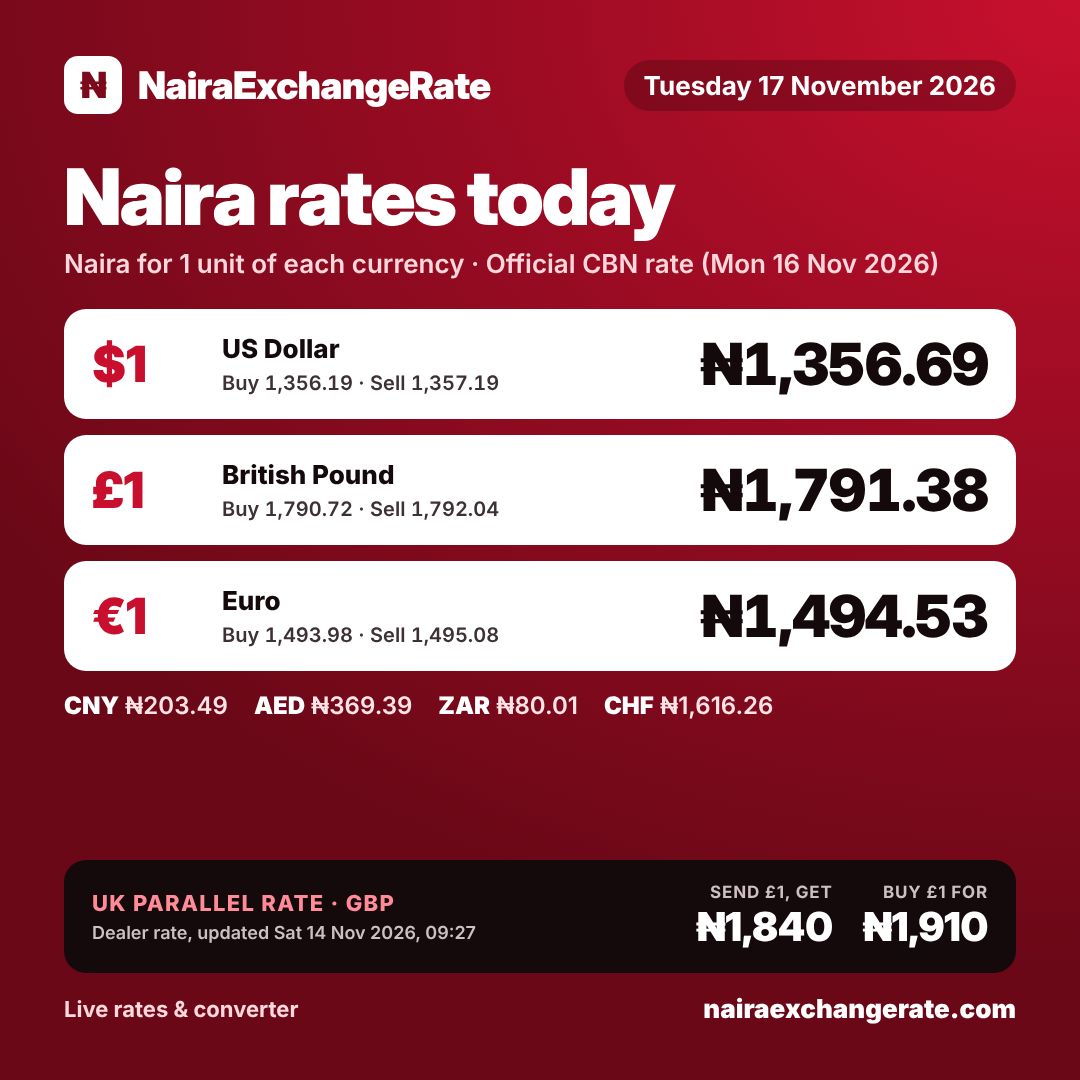 ₦ NairaExchangeRate
Tuesday 17 November 2026
Naira rates today
Naira for 1 unit of each currency · Official CBN rate (Mon 16 Nov 2026)
$1
US Dollar
Buy 1,356.19 · Sell 1,357.19
₦1,356.69
£1
British Pound
Buy 1,790.72 · Sell 1,792.04
₦1,791.38
€1
Euro
Buy 1,493.98 · Sell 1,495.08
₦1,494.53
CNY ₦203.49 AED ₦369.39 ZAR ₦80.01 CHF ₦1,616.26
UK PARALLEL RATE · GBP
Dealer rate, updated Sat 14 Nov 2026, 09:27
SEND £1, GET
₦1,840
BUY £1 FOR
₦1,910
Live rates & converter
nairaexchangerate.com